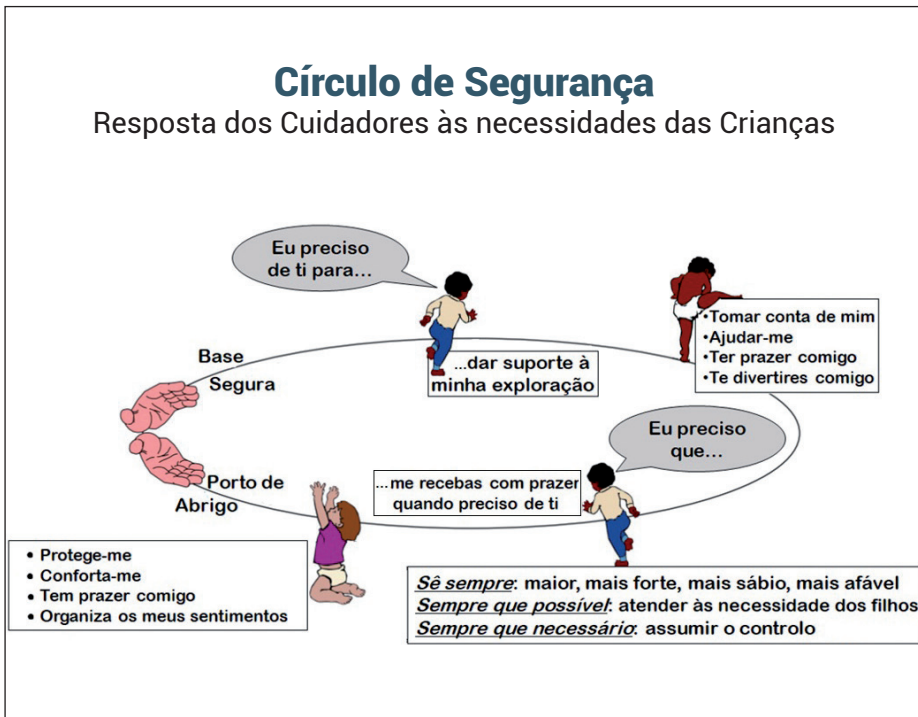 Círculo de Segurança
Resposta dos Cuidadores às necessidades das Crianças
Eu preciso
de ti para...
•Tomar conta de mim
•Ajudar-me
•Ter prazer comigo
•Te divertires comigo
Base
Segura
...dar suporte à
minha exploração
Eu preciso
que...
Porto de
Abrigo
...me recebas com prazer
quando preciso de ti
• Protege-me
• Conforta-me
• Tem prazer comigo
• Organiza os meus sentimentos
Sê sempre: maior, mais forte, mais sábio, mais afável
Sempre que possível: atender às necessidade dos filhos
Sempre que necessário: assumir o controlo